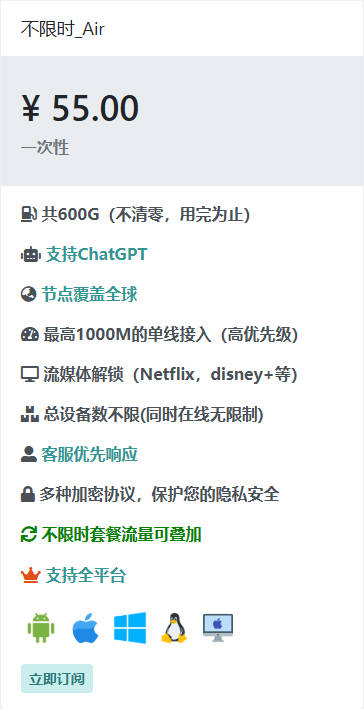 不限时_Air
¥ 55.00
一次性
共600G（不清零，用完为止）
支持ChatGPT
节点覆盖全球
最高1000M的单线接入（高优先级）
流媒体解锁（Netflix，disney+等）
总设备数不限(同时在线无限制)
客服优先响应
多种加密协议，保护您的隐私安全
不限时套餐流量可叠加
支持全平台
立即订阅